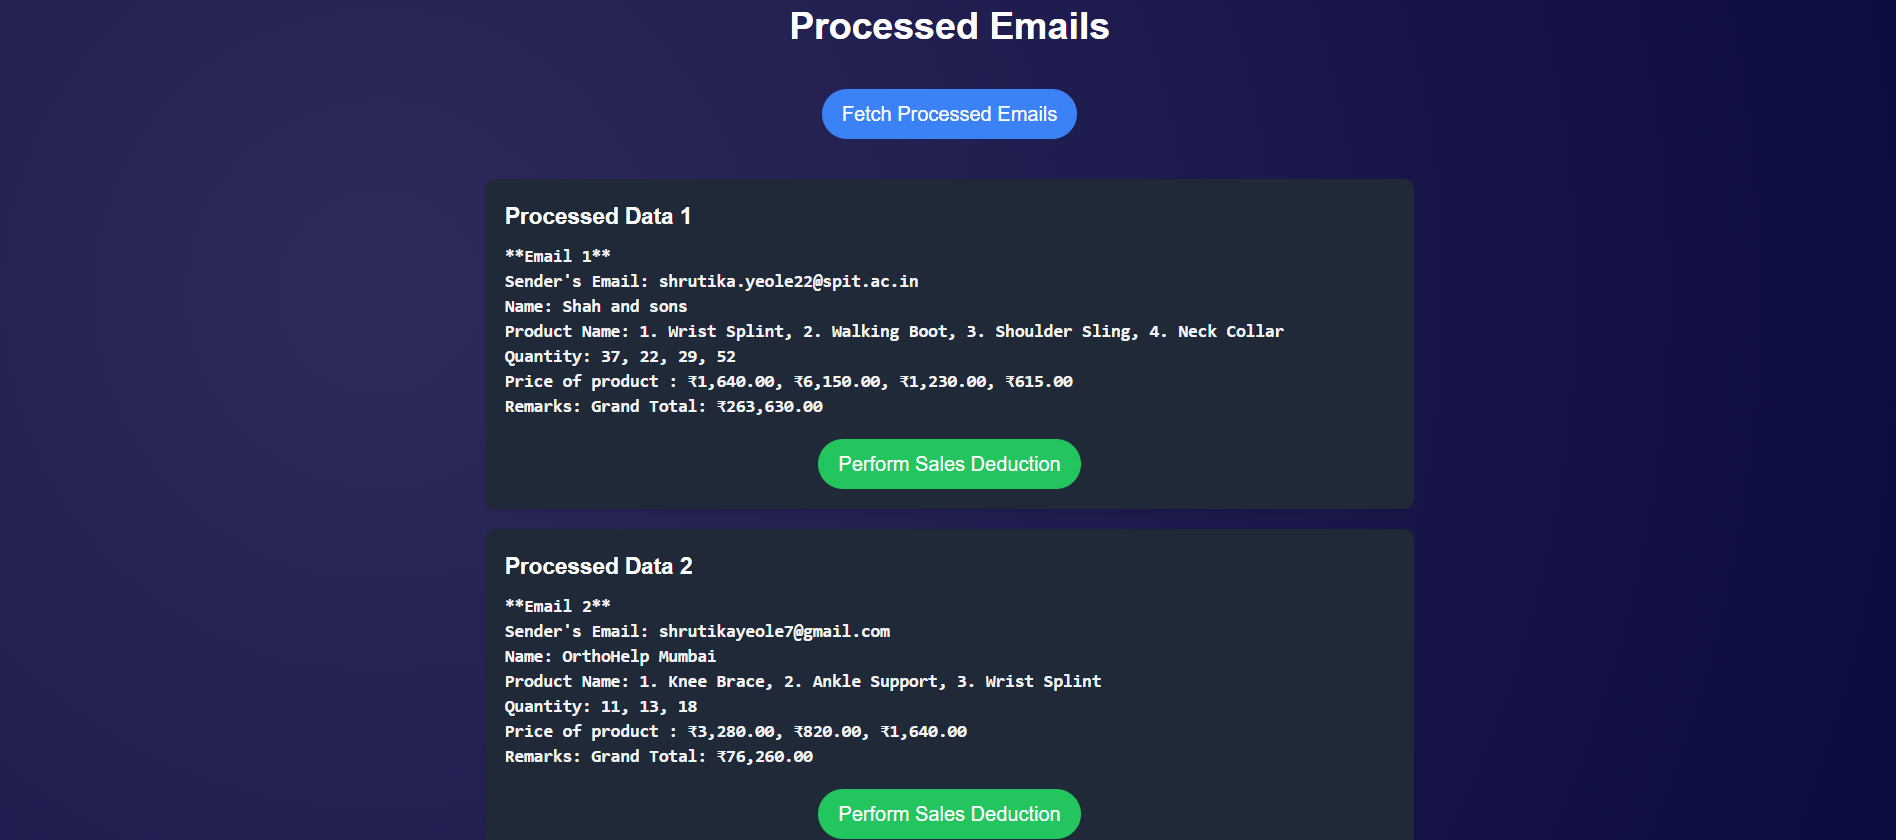 Processed Emails
Fetch Processed Emails
Processed Data 1
**Email 1**
Sender's Email: shrutika.yeole22@spit.ac.in
Name: Shah and sons
Product Name: 1. Wrist Splint, 2. Walking Boot, 3. Shoulder Sling, 4. Neck Collar
Quantity: 37, 22, 29, 52
Price of product : ₹1,640.00, ₹6,150.00, ₹1,230.00, ₹615.00
Remarks: Grand Total: ₹263,630.00
Perform Sales Deduction
Processed Data 2
**Email 2**
Sender's Email: shrutikayeole7@gmail.com
Name: OrthoHelp Mumbai
Product Name: 1. Knee Brace, 2. Ankle Support, 3. Wrist Splint
Quantity: 11, 13, 18
Price of product : ₹3,280.00, ₹820.00, ₹1,640.00
Remarks: Grand Total: ₹76,260.00
Perform Sales Deduction